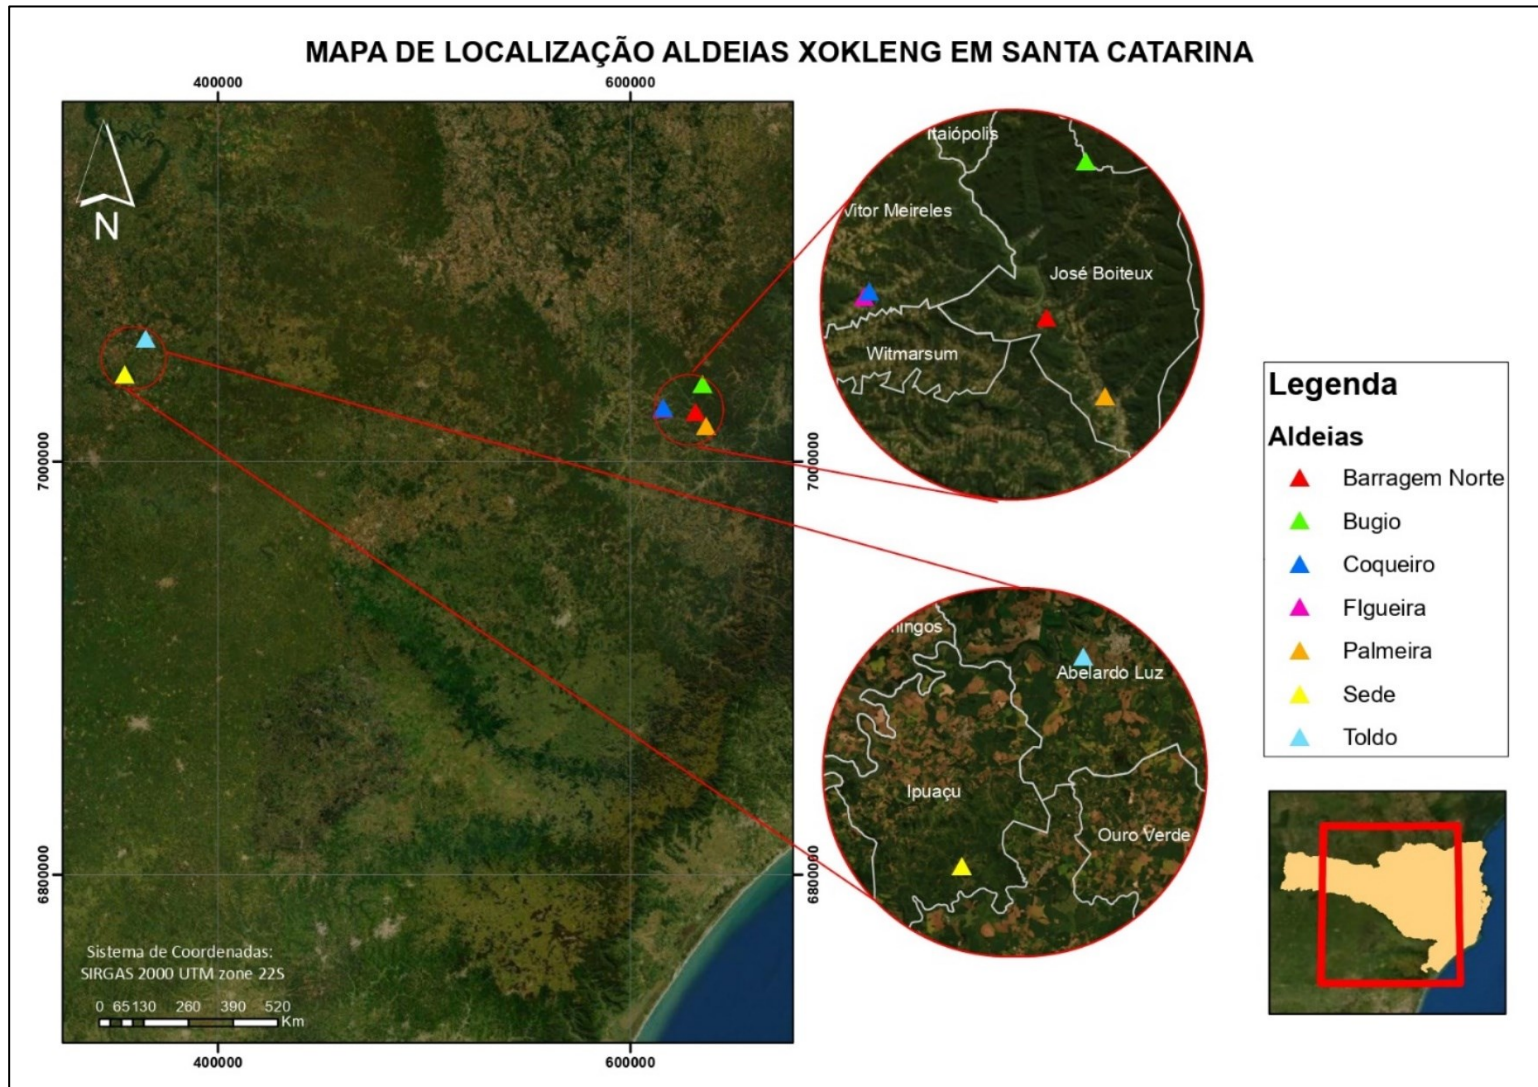 MAPA DE LOCALIZAÇÃO ALDEIAS XOKLENG EM SANTA CATARINA
400000
600000
N
7000000
7000000
6800000
6800000
Sistema de Coordenadas:
SIRGAS 2000 UTM zone 22S
0 65 130 260 390 520
Km
400000
600000
Itaiópolis
Vitor Meireles
José Boiteux
Witmarsum
mingos
Abelardo Luz
Ipuaçu
Ouro Verde
Legenda
Aldeias
Barragem Norte
Bugio
Coqueiro
FIgueira
Palmeira
Sede
Toldo